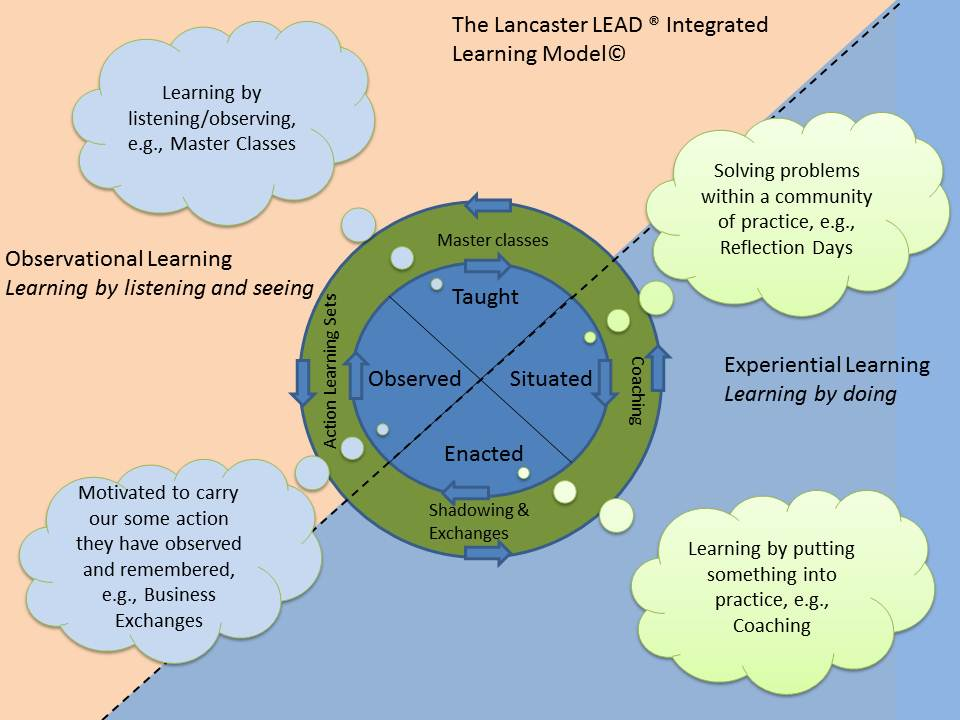 The Lancaster LEAD ® Integrated
Learning Model©
Learning by
listening/observing,
e.g., Master Classes
Solving problems
within a community
of practice, e.g.,
Reflection Days
Observational Learning
Learning by listening and seeing
Master classes
Taught
Action Learning Sets
Observed
Situated
Coaching
Experiential Learning
Learning by doing
Enacted
Shadowing &
Exchanges
Motivated to carry
our some action
they have observed
and remembered,
e.g., Business
Exchanges
Learning by putting
something into
practice, e.g.,
Coaching